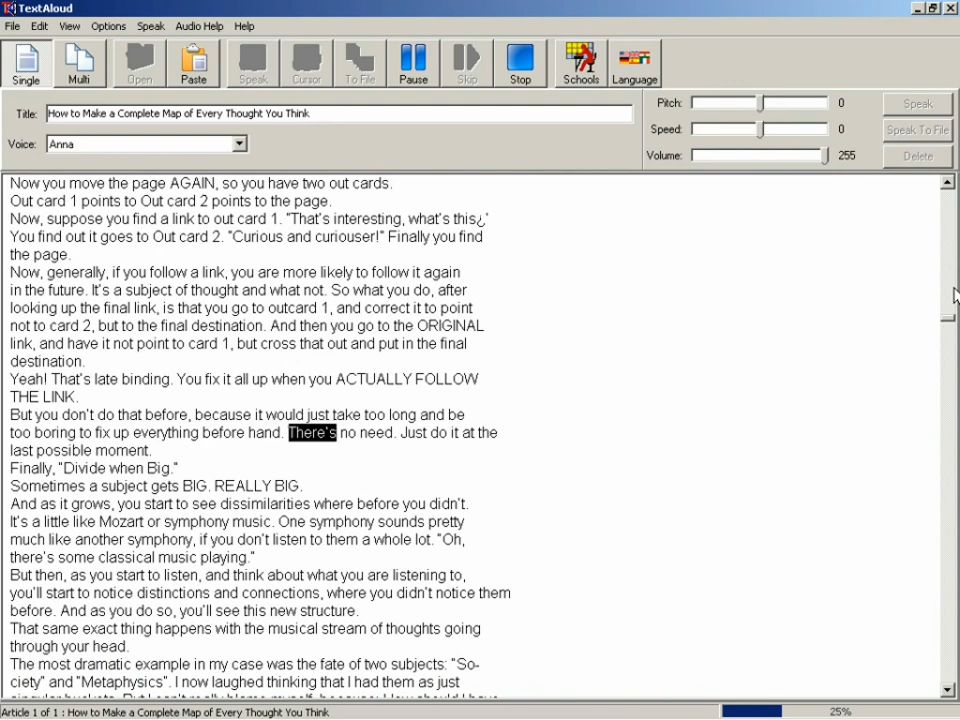 TextAloud
File Edit View Options Speak Audio Help Help
Single Multi Open Paste Speak Cursor To File Pause Skip Stop Schools Language
Title: How to Make a Complete Map of Every Thought You Think
Voice: Anna
Pitch: 0 Speak
Speed: 0 Speak To File
Volume: 255 Delete
Now you move the page AGAIN, so you have two out cards.
Out card 1 points to Out card 2 points to the page.
Now, suppose you find a link to out card 1. "That's interesting, what's this¿'
You find out it goes to Out card 2. "Curious and curiouser!" Finally you find
the page.
Now, generally, if you follow a link, you are more likely to follow it again
in the future. It's a subject of thought and what not. So what you do, after
looking up the final link, is that you go to outcard 1, and correct it to point
not to card 2, but to the final destination. And then you go to the ORIGINAL
link, and have it not point to card 1, but cross that out and put in the final
destination.
Yeah! That's late binding. You fix it all up when you ACTUALLY FOLLOW
THE LINK.
But you don't do that before, because it would just take too long and be
too boring to fix up everything before hand. There's no need. Just do it at the
last possible moment.
Finally, "Divide when Big."
Sometimes a subject gets BIG. REALLY BIG.
And as it grows, you start to see dissimilarities where before you didn't.
It's a little like Mozart or symphony music. One symphony sounds pretty
much like another symphony, if you don't listen to them a whole lot. "Oh,
there's some classical music playing."
But then, as you start to listen, and think about what you are listening to,
you'll start to notice distinctions and connections, where you didn't notice them
before. And as you do so, you'll see this new structure.
That same exact thing happens with the musical stream of thoughts going
through your head.
The most dramatic example in my case was the fate of two subjects: "So-
ciety" and "Metaphysics". I now laughed thinking that I had them as just
Article 1 of 1 : How to Make a Complete Map of Every Thought You Think 25%